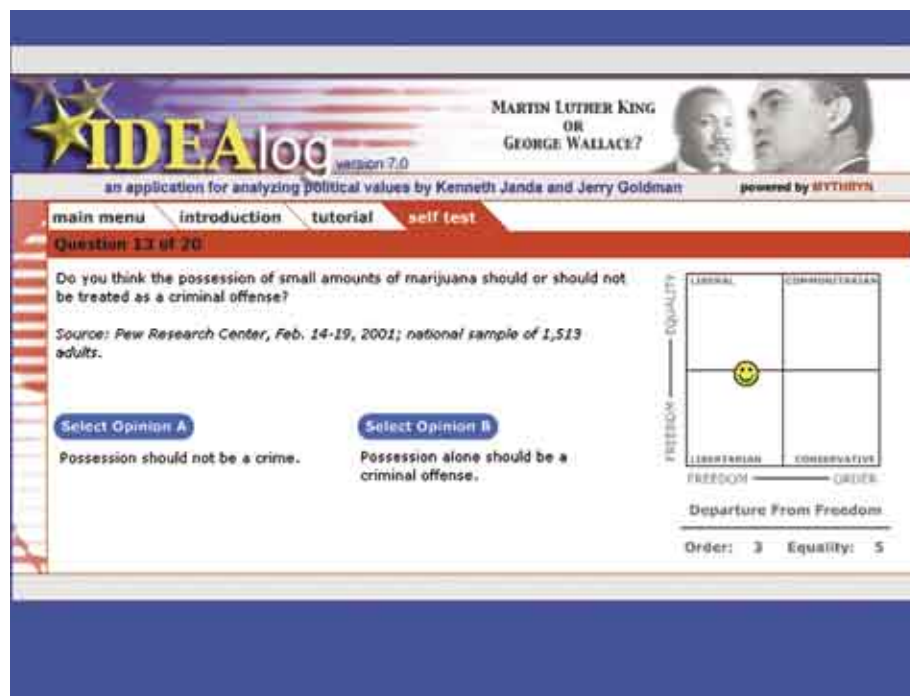 IDEAlog version 7.0
MARTIN LUTHER KING
OR
GEORGE WALLACE?
an application for analyzing political values by Kenneth Janda and Jerry Goldman
powered by MYTHRYN
main menu introduction tutorial self test
Question 13 of 20
Do you think the possession of small amounts of marijuana should or should not
be treated as a criminal offense?
Source: Pew Research Center, Feb. 14-19, 2001; national sample of 1,513
adults.
Select Opinion A
Possession should not be a crime.
Select Opinion B
Possession alone should be a
criminal offense.
FREEDOM EQUALITY
LIBERAL COMMUNITARIAN
LIBERTARIAN CONSERVATIVE
FREEDOM ORDER
Departure From Freedom
Order: 3 Equality: 5